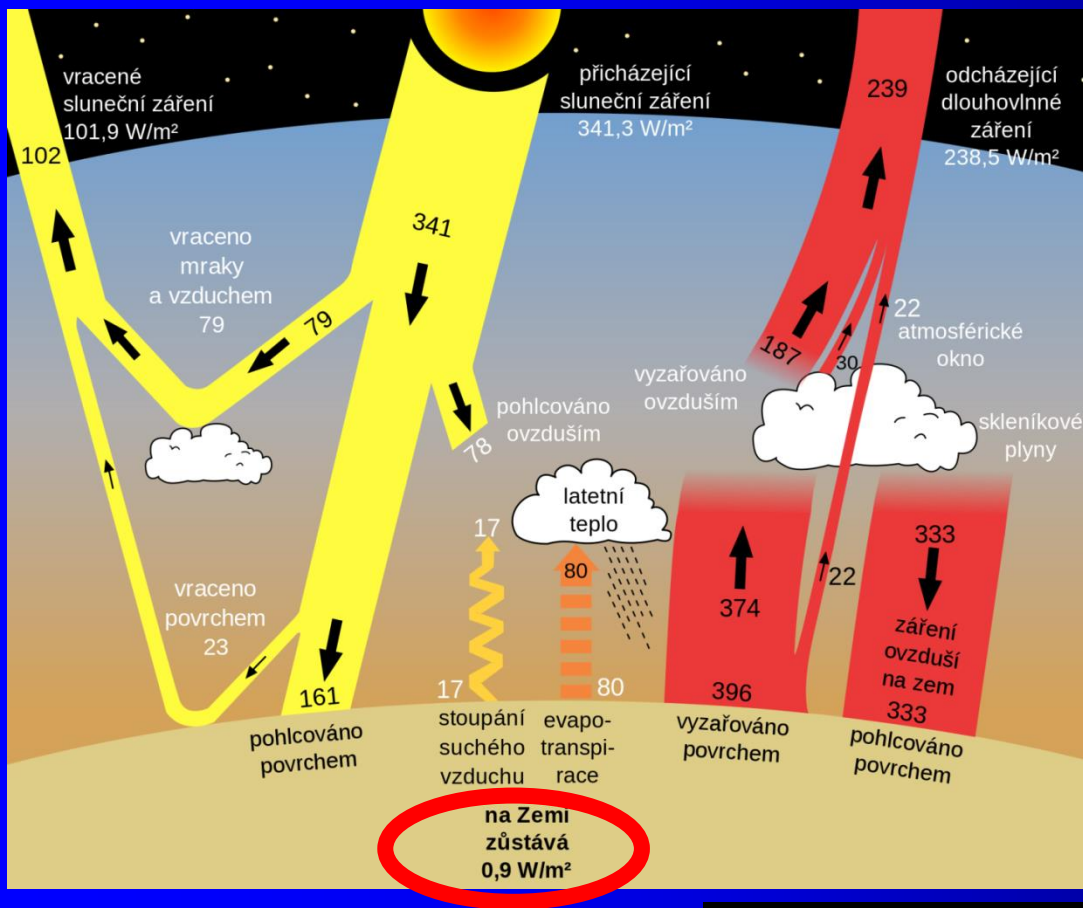 vracené
sluneční záření
101,9 W/m²
102
přicházející
sluneční záření
341,3 W/m²
239
odcházející
dlouhovlnné
záření
238,5 W/m²
341
vraceno
mraky
a vzduchem
79
79
pohlcováno
ovzduším
78
187
30
22
atmosférické
okno
vyzařováno
ovzduším
skleníkové
plyny
latetní
teplo
17
80
vraceno
povrchem
23
374
22
333
záření
ovzduší
na zem
333
161
17
80
396
pohlcováno
povrchem
stoupání
suchého
vzduchu
evapo-
transpi-
race
vyzařováno
povrchem
pohlcováno
povrchem
na Zemi
zůstává
0,9 W/m²